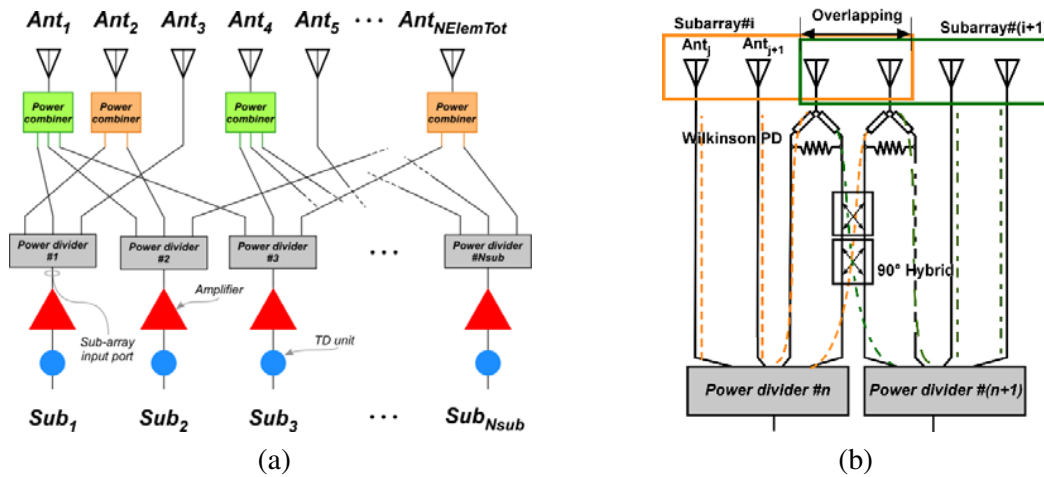 Ant1 Ant2 Ant3 Ant4 Ant5 ··· AntNElemTot
Power combiner
Power combiner
Power combiner
Power combiner
Power divider #1
Power divider #2
Power divider #3
···
Power divider #Nsub
Amplifier
Sub-array input port
TD unit
Sub1 Sub2 Sub3 ··· SubNsub
(a)
Overlapping
Subarray#i
Subarray#(i+1
Antj
Antj+1
Wilkinson PD
90° Hybrid
Power divider #n
Power divider #(n+1)
(b)